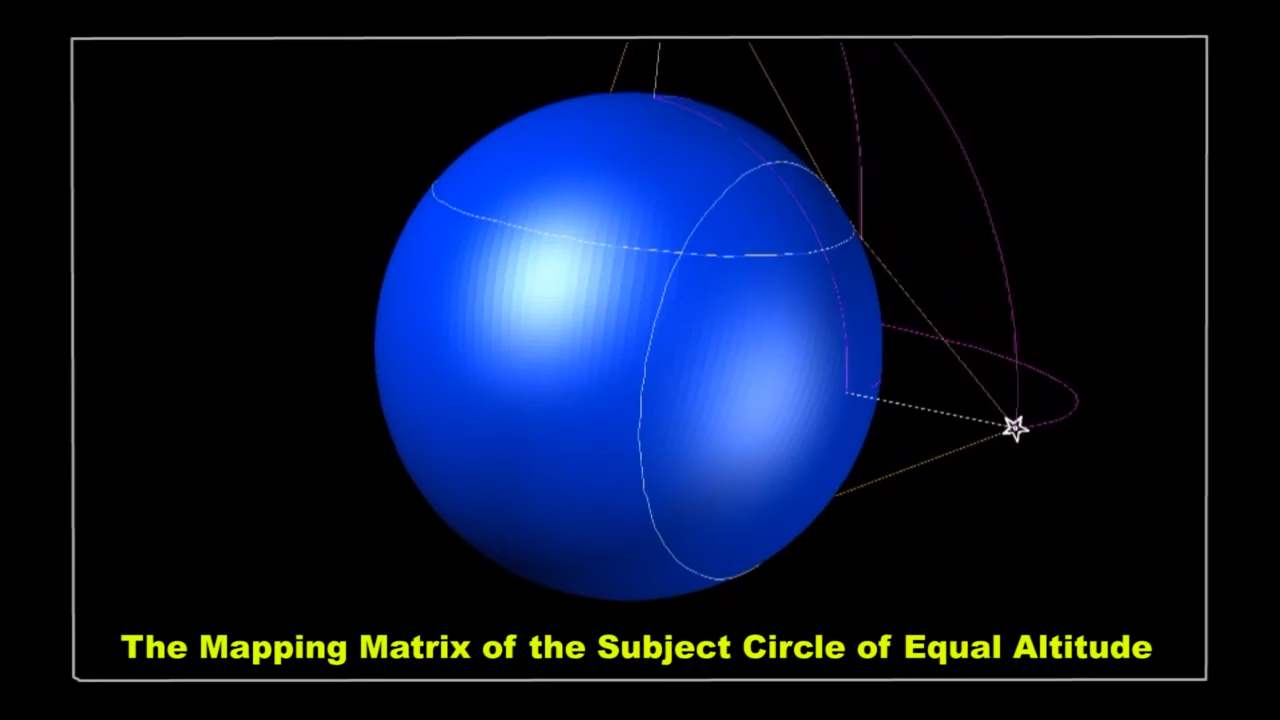 The Mapping Matrix of the Subject Circle of Equal Altitude